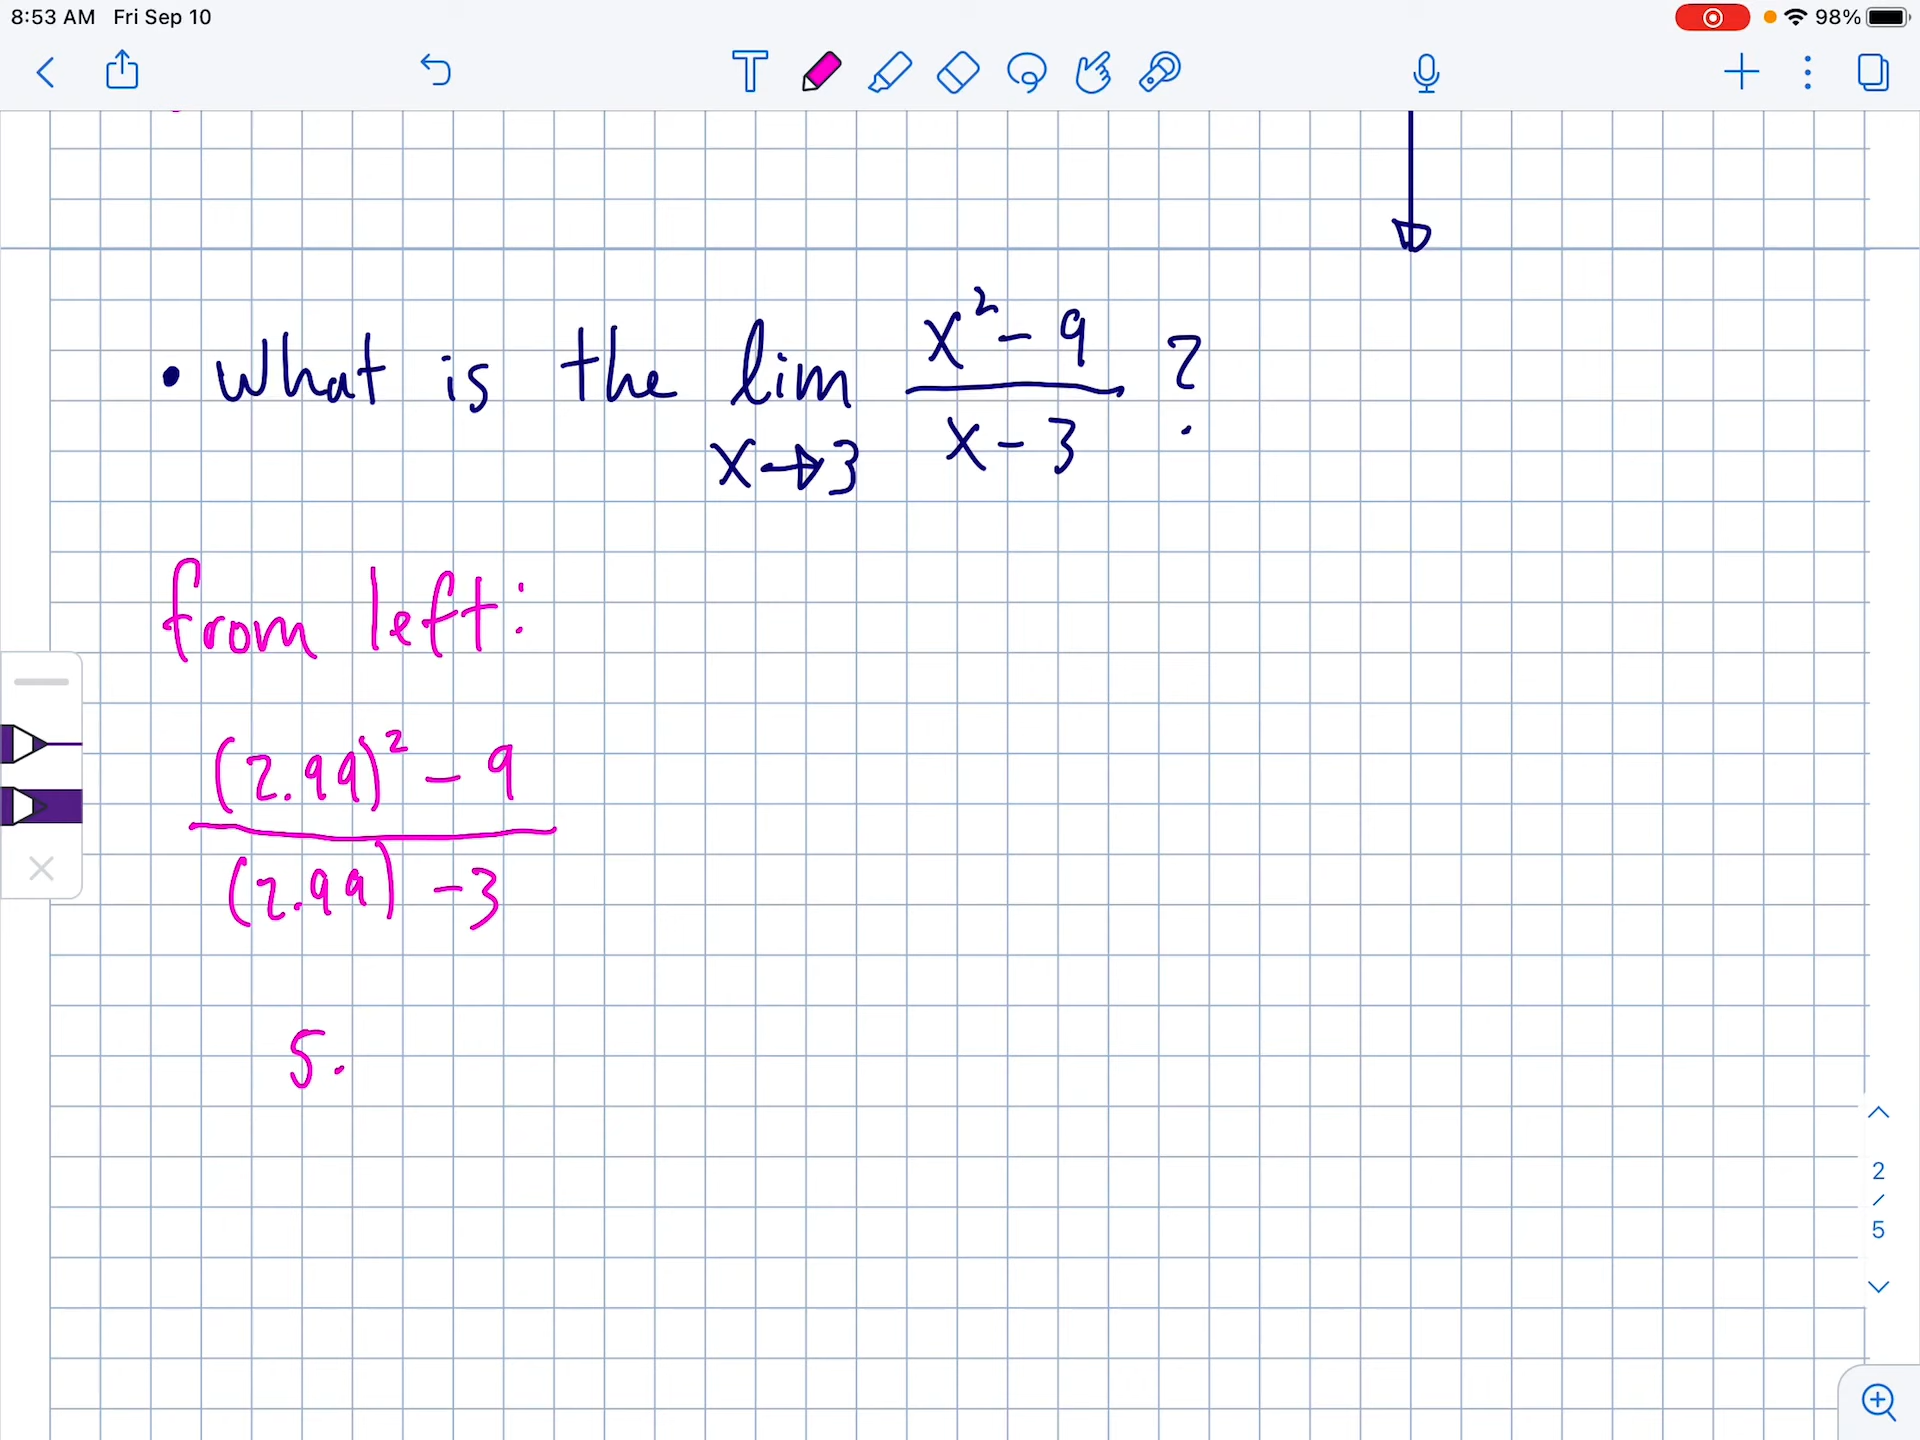 8:53 AM Fri Sep 10 98%
T
• What is the lim x→3 (x² - 9)/(x - 3) ?
from left:
(2.99)² - 9
(2.99) - 3
5.
2
/
5